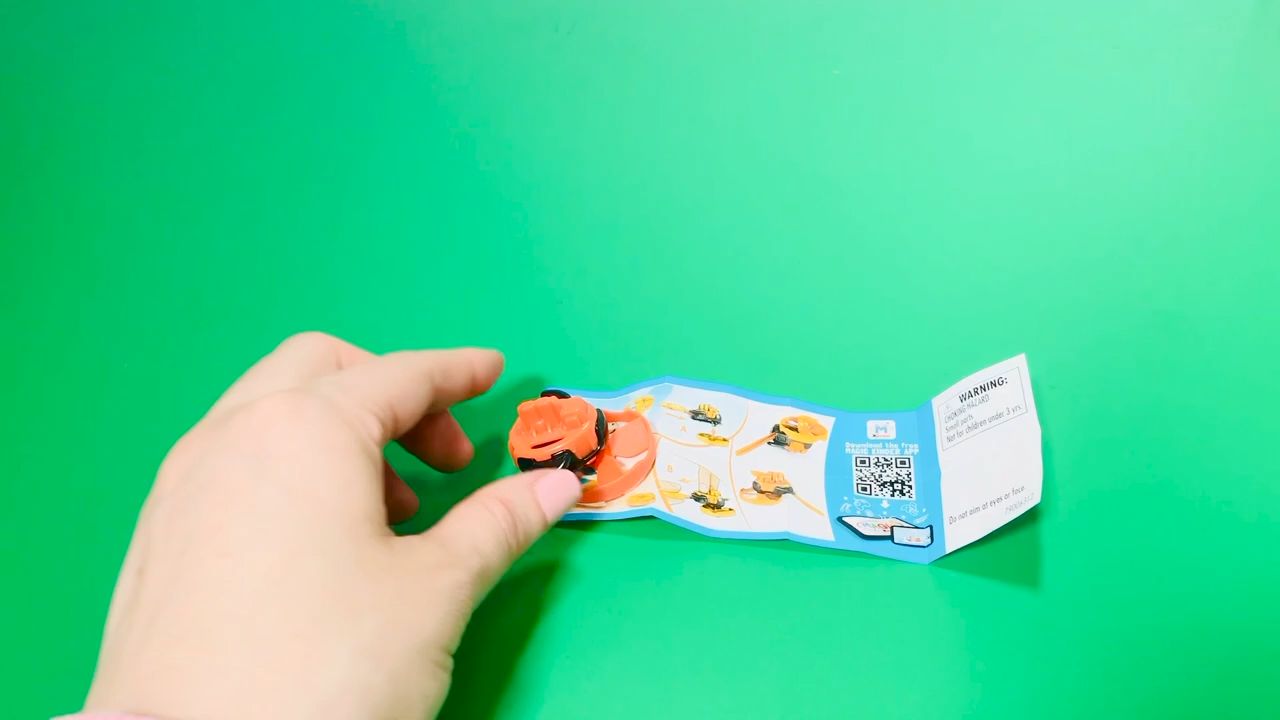 A
B
M
Download the free
MAGIC KINDER APP
WARNING:
CHOKING HAZARD
Small parts
Not for children under 3 yrs.
Do not aim at eyes or face.